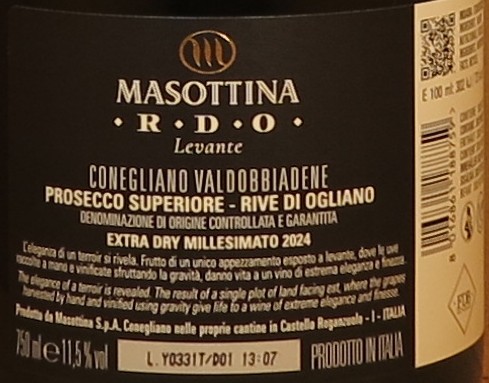 MASOTTINA
• R • D • O •
Levante
CONEGLIANO VALDOBBIADENE
PROSECCO SUPERIORE - RIVE DI OGLIANO
DENOMINAZIONE DI ORIGINE CONTROLLATA E GARANTITA
EXTRA DRY MILLESIMATO 2024
L'eleganza di un terroir si rivela. Frutto di un unico appezzamento esposto a levante, dove le uve
raccolte a mano e vinificate sfruttando la gravità, danno vita a un vino di estrema eleganza e finezza.
The elegance of a terroir is revealed. The result of a single plot of land facing est, where the grapes
harvested by hand and vinified using gravity give life to a wine of extreme elegance and finesse.
Prodotto da Masottina S.p.A. Conegliano nelle proprie cantine in Castello Roganzuolo - I - ITALIA
750 ml e 11,5 % vol
L.Y0331T/D01 13:07
PRODOTTO IN ITALIA
E 100 ml: 302